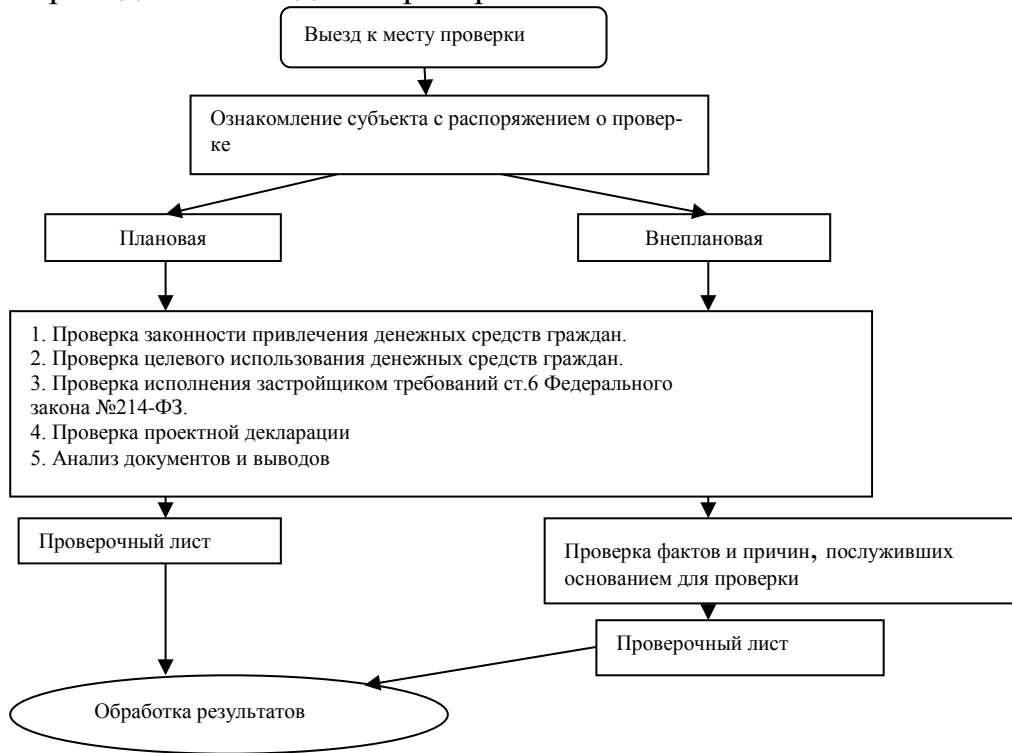 Выезд к месту проверки
Ознакомление субъекта с распоряжением о провер-
ке
Плановая
Внеплановая
1. Проверка законности привлечения денежных средств граждан.
2. Проверка целевого использования денежных средств граждан.
3. Проверка исполнения застройщиком требований ст.6 Федерального
закона №214-ФЗ.
4. Проверка проектной декларации
5. Анализ документов и выводов
Проверочный лист
Проверка фактов и причин, послуживших
основанием для проверки
Проверочный лист
Обработка результатов